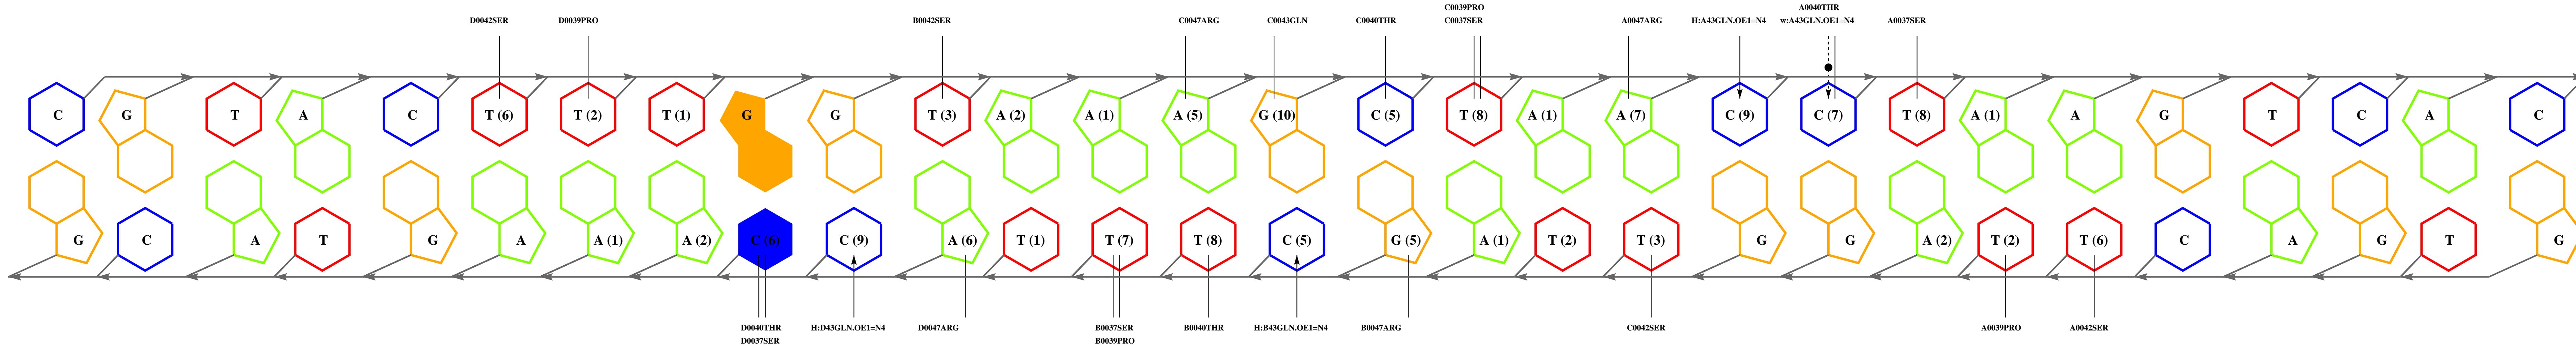 C0039PRO A0040THR
D0042SER D0039PRO B0042SER C0047ARG C0043GLN C0040THR C0037SER A0047ARG H:A43GLN.OE1=N4 w:A43GLN.OE1=N4 A0037SER
C G T A C T (6) T (2) T (1) G G T (3) A (2) A (1) A (5) G (10) C (5) T (8) A (1) A (7) C (9) C (7) T (8) A (1) A G T C A C
G C A T G A A (1) A (2) C (6) C (9) A (6) T (1) T (7) T (8) C (5) G (5) A (1) T (2) T (3) G G A (2) T (2) T (6) C A G T G
D0040THR H:D43GLN.OE1=N4 D0047ARG B0037SER B0040THR H:B43GLN.OE1=N4 B0047ARG C0042SER A0039PRO A0042SER
D0037SER B0039PRO